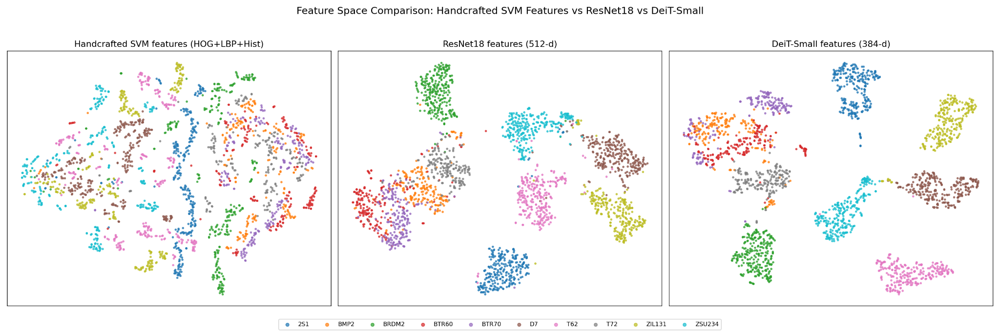 Feature Space Comparison: Handcrafted SVM Features vs ResNet18 vs DeiT-Small
Handcrafted SVM features (HOG+LBP+Hist)
ResNet18 features (512-d)
DeiT-Small features (384-d)
2S1 BMP2 BRDM2 BTR60 BTR70 D7 T62 T72 ZIL131 ZSU234